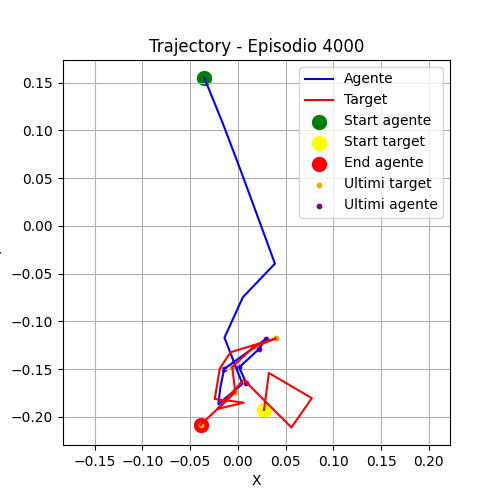 Trajectory - Episodio 4000
Agente
Target
Start agente
Start target
End agente
Ultimi target
Ultimi agente
0.15
0.10
0.05
0.00
−0.05
−0.10
−0.15
−0.20
−0.15 −0.10 −0.05 0.00 0.05 0.10 0.15 0.20
X